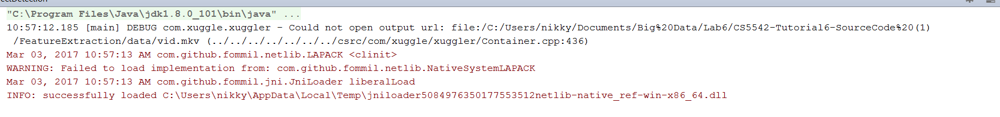 "C:\Program Files\Java\jdk1.8.0_101\bin\java" ...
10:57:12.185 [main] DEBUG com.xuggle.xuggler - Could not open output url: file:/C:/Users/nikky/Documents/Big%20Data/Lab6/CS5542-Tutorial6-SourceCode%20(1)
/FeatureExtraction/data/vid.mkv (../../../../../../../csrc/com/xuggle/xuggler/Container.cpp:436)
Mar 03, 2017 10:57:13 AM com.github.fommil.netlib.LAPACK <clinit>
WARNING: Failed to load implementation from: com.github.fommil.netlib.NativeSystemLAPACK
Mar 03, 2017 10:57:13 AM com.github.fommil.jni.JniLoader liberalLoad
INFO: successfully loaded C:\Users\nikky\AppData\Local\Temp\jniloader5084976350177553512netlib-native_ref-win-x86_64.dll